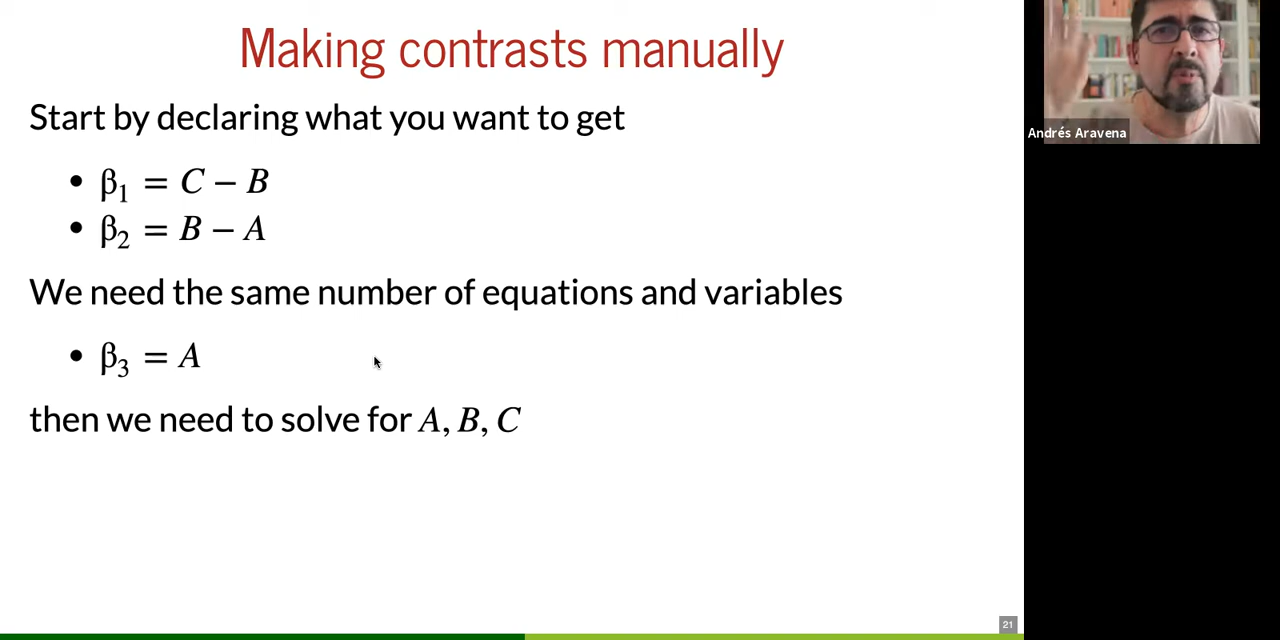 Making contrasts manually
Start by declaring what you want to get
• β₁ = C − B
• β₂ = B − A
We need the same number of equations and variables
• β₃ = A
then we need to solve for A, B, C
21
Andrés Aravena